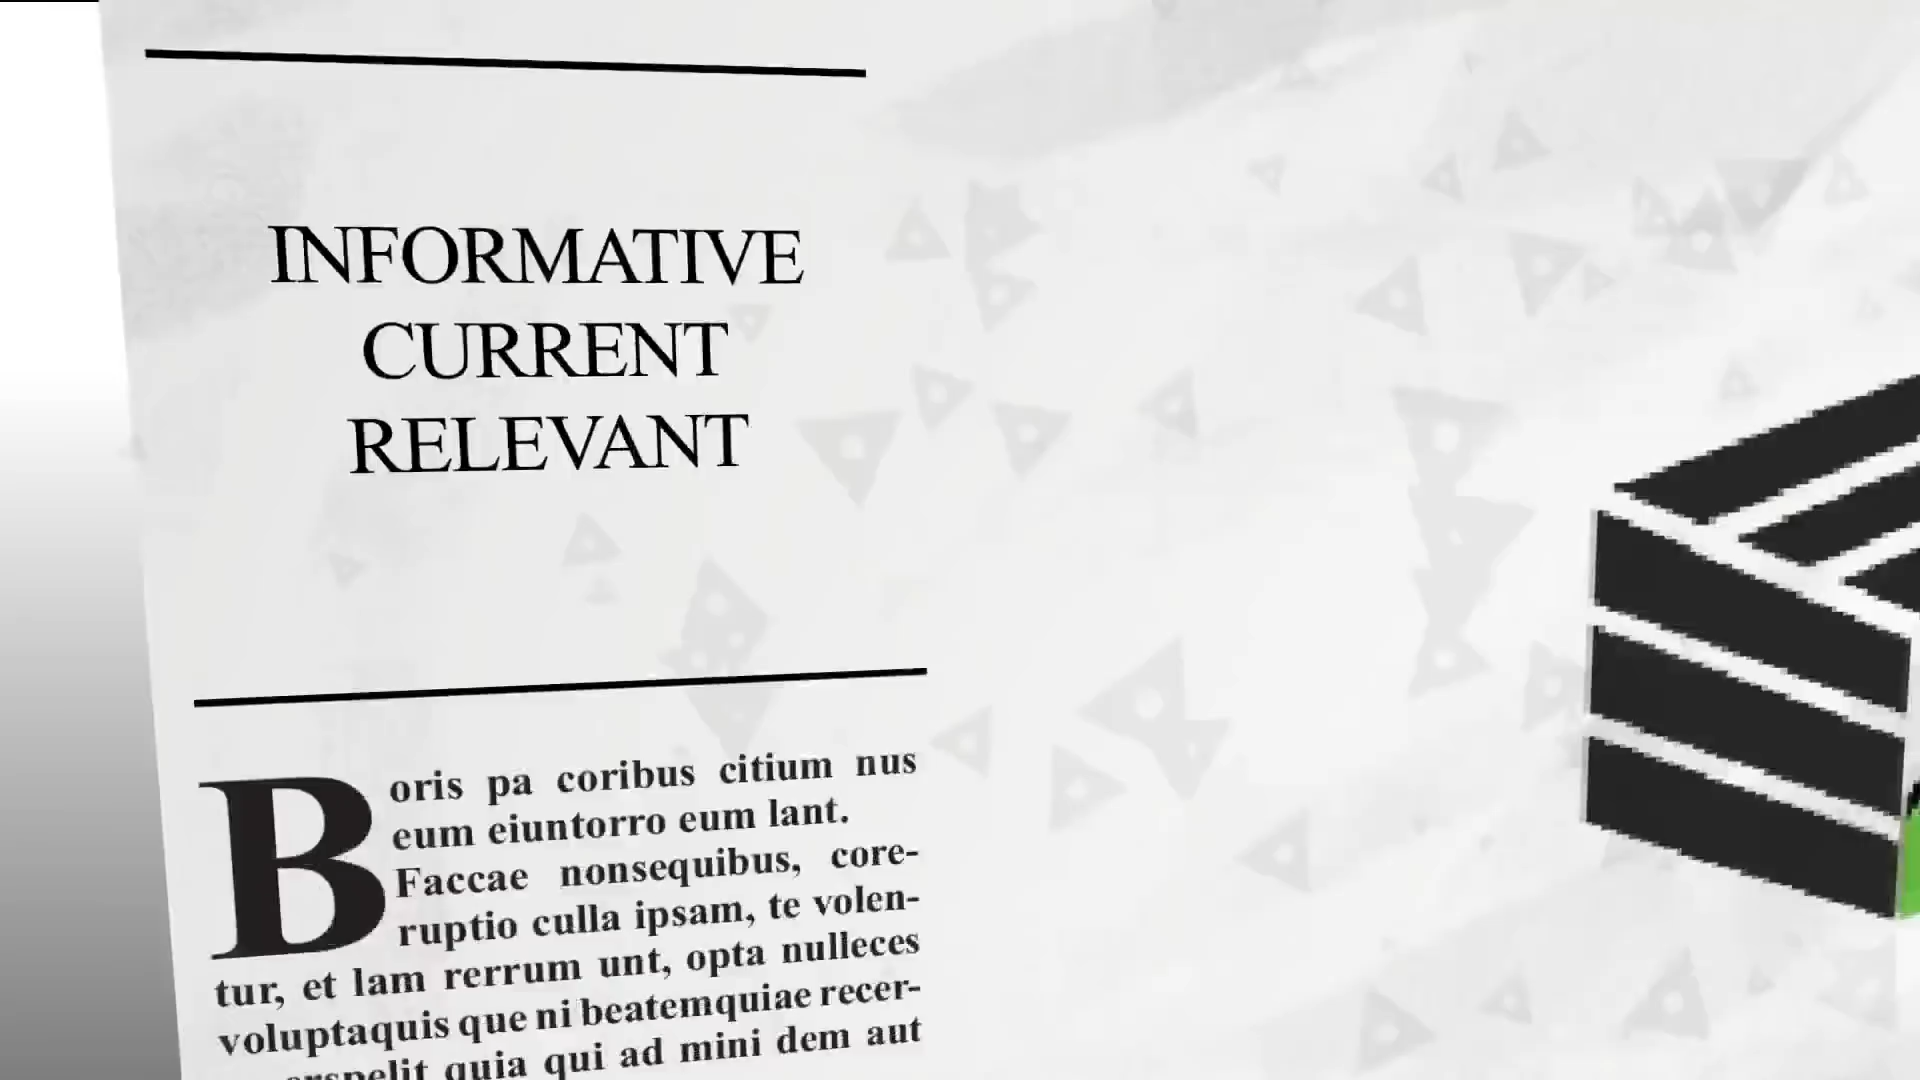 INFORMATIVE
CURRENT
RELEVANT
Boris pa coribus citium nus
eum eiuntorro eum lant.
Faccae nonsequibus, core-
ruptio culla ipsam, te volen-
tur, et lam rerrum unt, opta nulleces
voluptaquis que ni beatemquiae recer-
quia qui ad mini dem aut